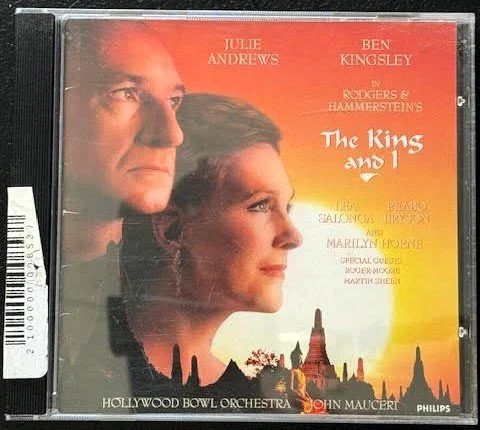 JULIE
ANDREWS
BEN
KINGSLEY
IN
RODGERS &
HAMMERSTEIN'S
The King
and I
LEA
SALONGA
PEABO
BRYSON
AND
MARILYN HORNE
SPECIAL GUESTS
ROGER MOORE
MARTIN SHEEN
HOLLYWOOD BOWL ORCHESTRA
JOHN MAUCERI
PHILIPS